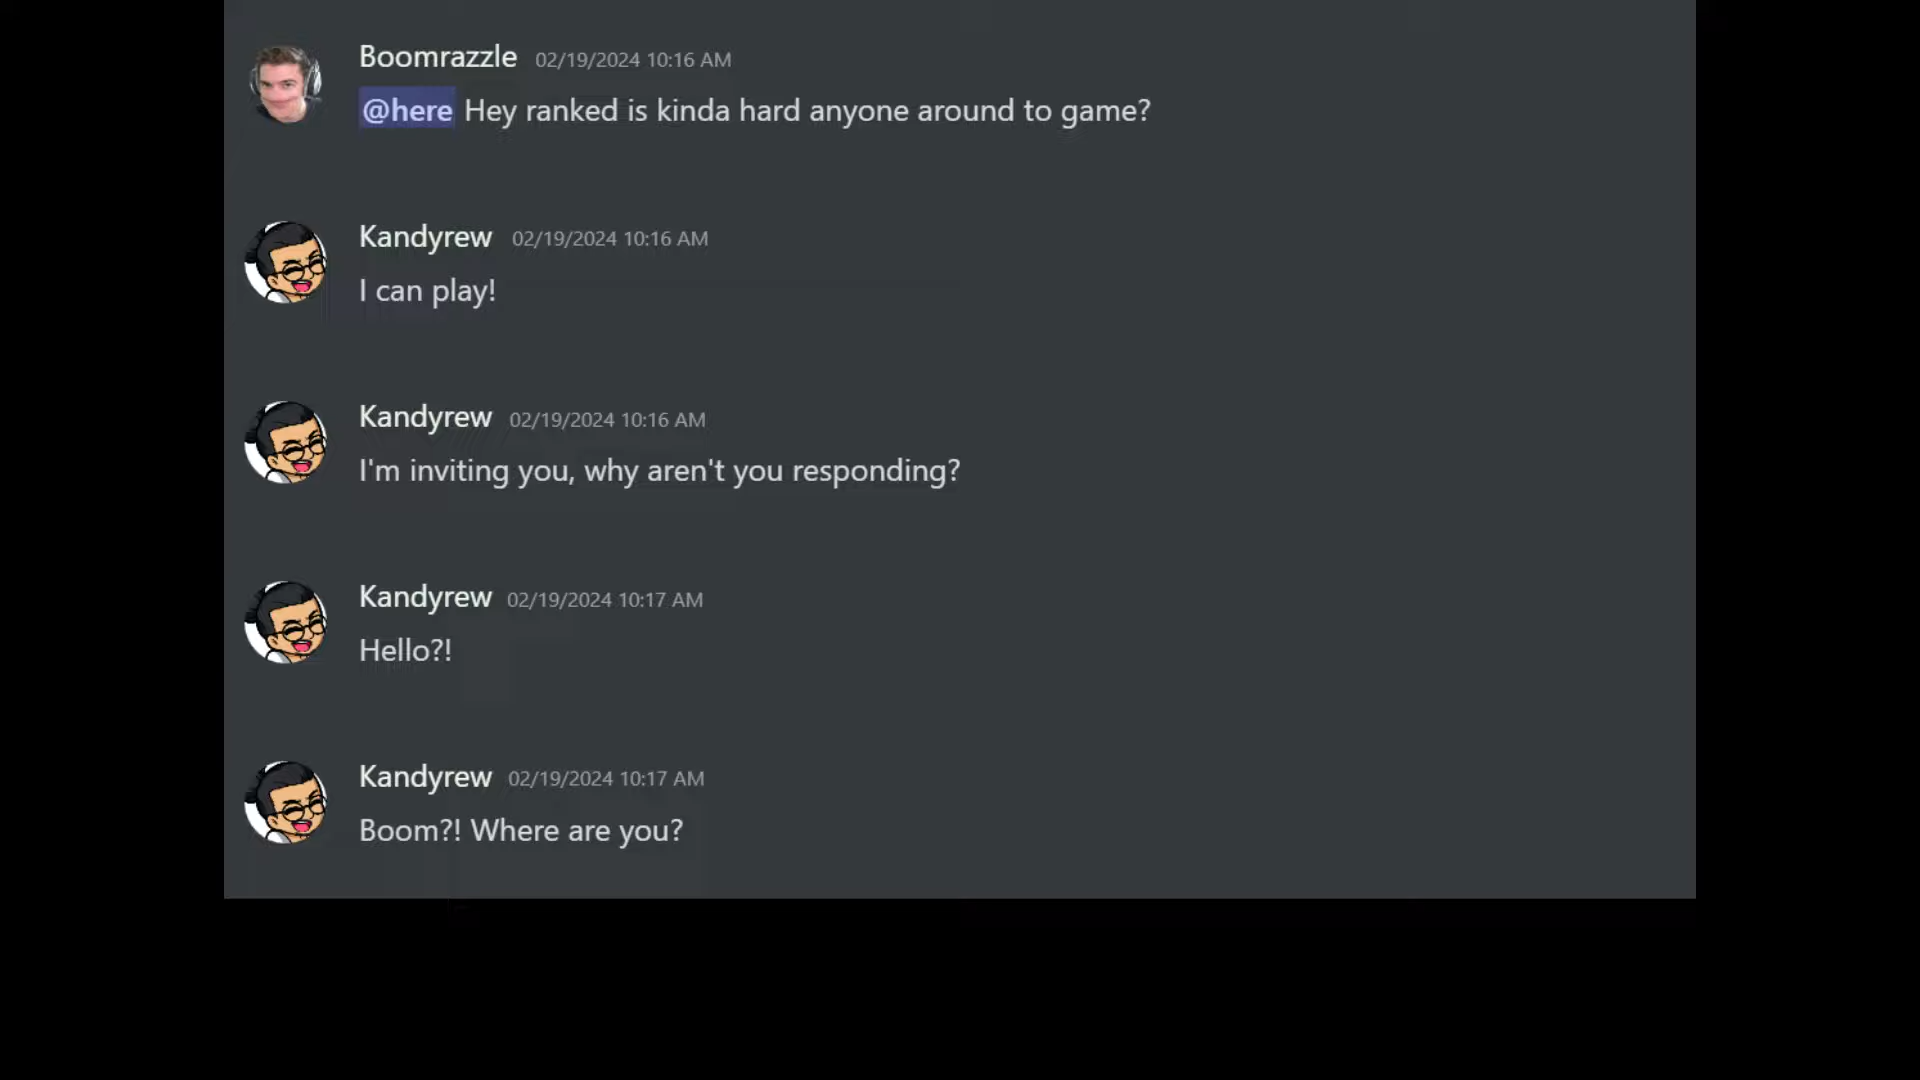 Boomrazzle 02/19/2024 10:16 AM
@here Hey ranked is kinda hard anyone around to game?
Kandyrew 02/19/2024 10:16 AM
I can play!
Kandyrew 02/19/2024 10:16 AM
I'm inviting you, why aren't you responding?
Kandyrew 02/19/2024 10:17 AM
Hello?!
Kandyrew 02/19/2024 10:17 AM
Boom?! Where are you?